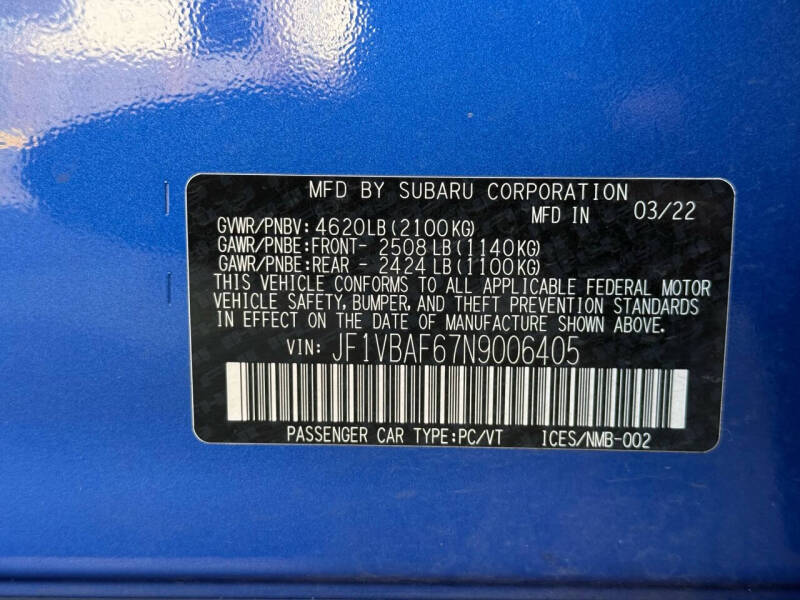 MFD BY SUBARU CORPORATION
MFD IN 03/22
GVWR/PNBV: 4620LB(2100KG)
GAWR/PNBE:FRONT- 2508 LB(1140KG)
GAWR/PNBE:REAR - 2424 LB(1100KG)
THIS VEHICLE CONFORMS TO ALL APPLICABLE FEDERAL MOTOR
VEHICLE SAFETY, BUMPER, AND THEFT PREVENTION STANDARDS
IN EFFECT ON THE DATE OF MANUFACTURE SHOWN ABOVE.
VIN: JF1VBAF67N9006405
PASSENGER CAR TYPE:PC/VT ICES/NMB-002